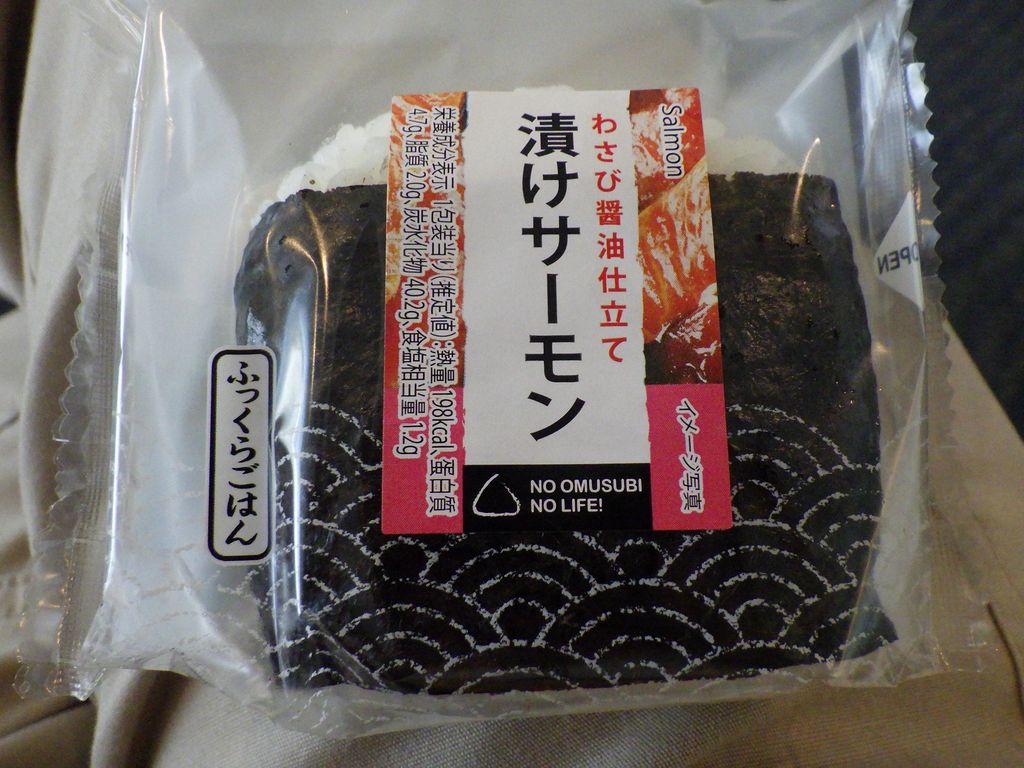 Salmon
わさび醤油仕立て
漬けサーモン
栄養成分表示 1包装当り(推定値):熱量 198kcal、蛋白質
4.7g、脂質 2.0g、炭水化物 40.2g、食塩相当量 1.2g
イメージ写真
NO OMUSUBI
NO LIFE!
ふっくらごはん
OPEN